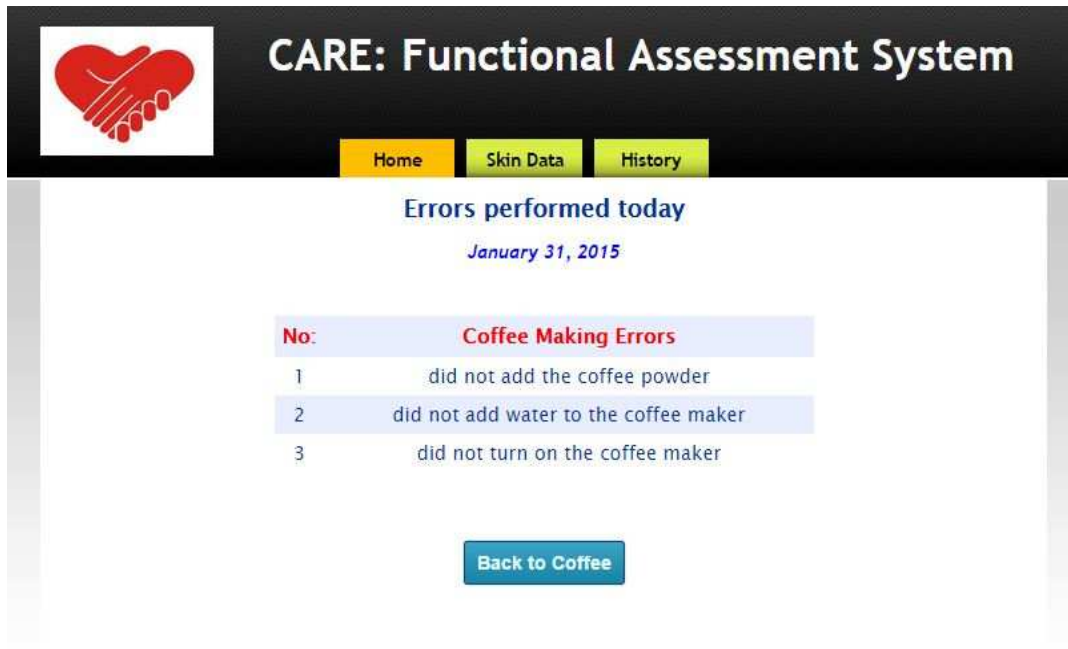 CARE: Functional Assessment System
Home Skin Data History
Errors performed today
January 31, 2015
No: Coffee Making Errors
1 did not add the coffee powder
2 did not add water to the coffee maker
3 did not turn on the coffee maker
Back to Coffee